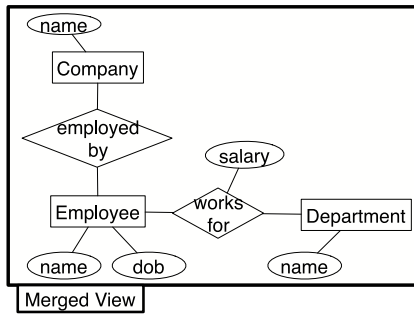 name
Company
employed
by
salary
Employee
works
for
Department
name
dob
name
Merged View